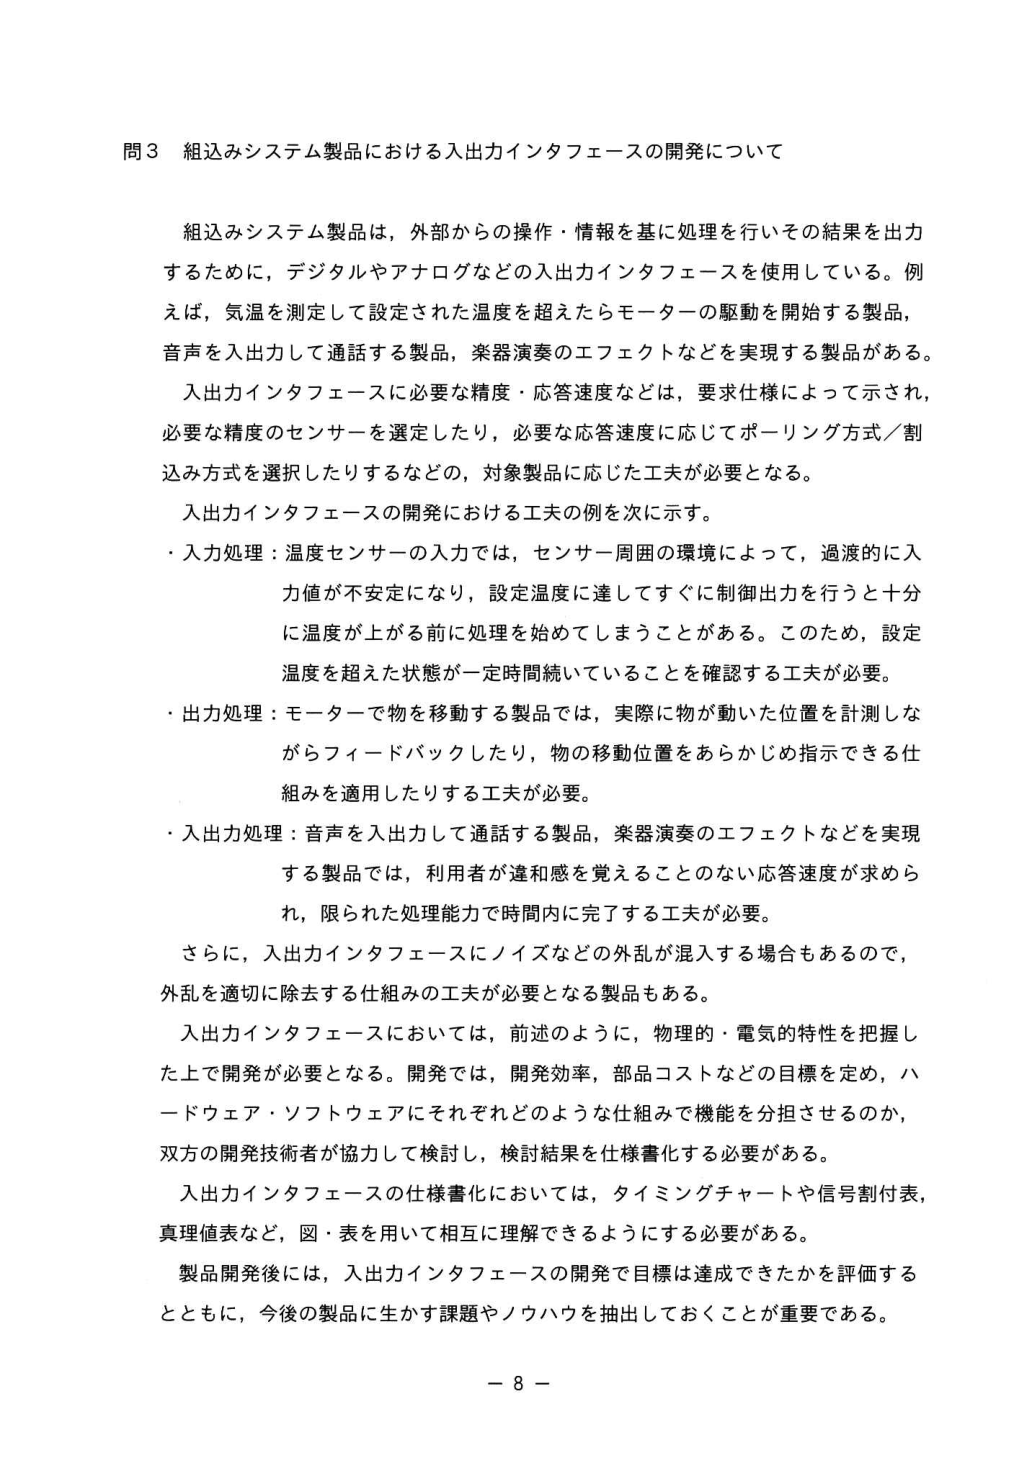 問3 組込みシステム製品における入出力インタフェースの開発について
組込みシステム製品は，外部からの操作・情報を基に処理を行いその結果を出力
するために，デジタルやアナログなどの入出力インタフェースを使用している。例
えば，気温を測定して設定された温度を超えたらモーターの駆動を開始する製品，
音声を入出力して通話する製品，楽器演奏のエフェクトなどを実現する製品がある。
入出力インタフェースに必要な精度・応答速度などは，要求仕様によって示され，
必要な精度のセンサーを選定したり，必要な応答速度に応じてポーリング方式／割
込み方式を選択したりするなどの，対象製品に応じた工夫が必要となる。
入出力インタフェースの開発における工夫の例を次に示す。
・入力処理：温度センサーの入力では，センサー周囲の環境によって，過渡的に入
力値が不安定になり，設定温度に達してすぐに制御出力を行うと十分
に温度が上がる前に処理を始めてしまうことがある。このため，設定
温度を超えた状態が一定時間続いていることを確認する工夫が必要。
・出力処理：モーターで物を移動する製品では，実際に物が動いた位置を計測しな
がらフィードバックしたり，物の移動位置をあらかじめ指示できる仕
組みを適用したりする工夫が必要。
・入出力処理：音声を入出力して通話する製品，楽器演奏のエフェクトなどを実現
する製品では，利用者が違和感を覚えることのない応答速度が求めら
れ，限られた処理能力で時間内に完了する工夫が必要。
さらに，入出力インタフェースにノイズなどの外乱が混入する場合もあるので，
外乱を適切に除去する仕組みの工夫が必要となる製品もある。
入出力インタフェースにおいては，前述のように，物理的・電気的特性を把握し
た上で開発が必要となる。開発では，開発効率，部品コストなどの目標を定め，ハ
ードウェア・ソフトウェアにそれぞれどのような仕組みで機能を分担させるのか，
双方の開発技術者が協力して検討し，検討結果を仕様書化する必要がある。
入出力インタフェースの仕様書化においては，タイミングチャートや信号割付表，
真理値表など，図・表を用いて相互に理解できるようにする必要がある。
製品開発後には，入出力インタフェースの開発で目標は達成できたかを評価する
とともに，今後の製品に生かす課題やノウハウを抽出しておくことが重要である。
－ 8 －